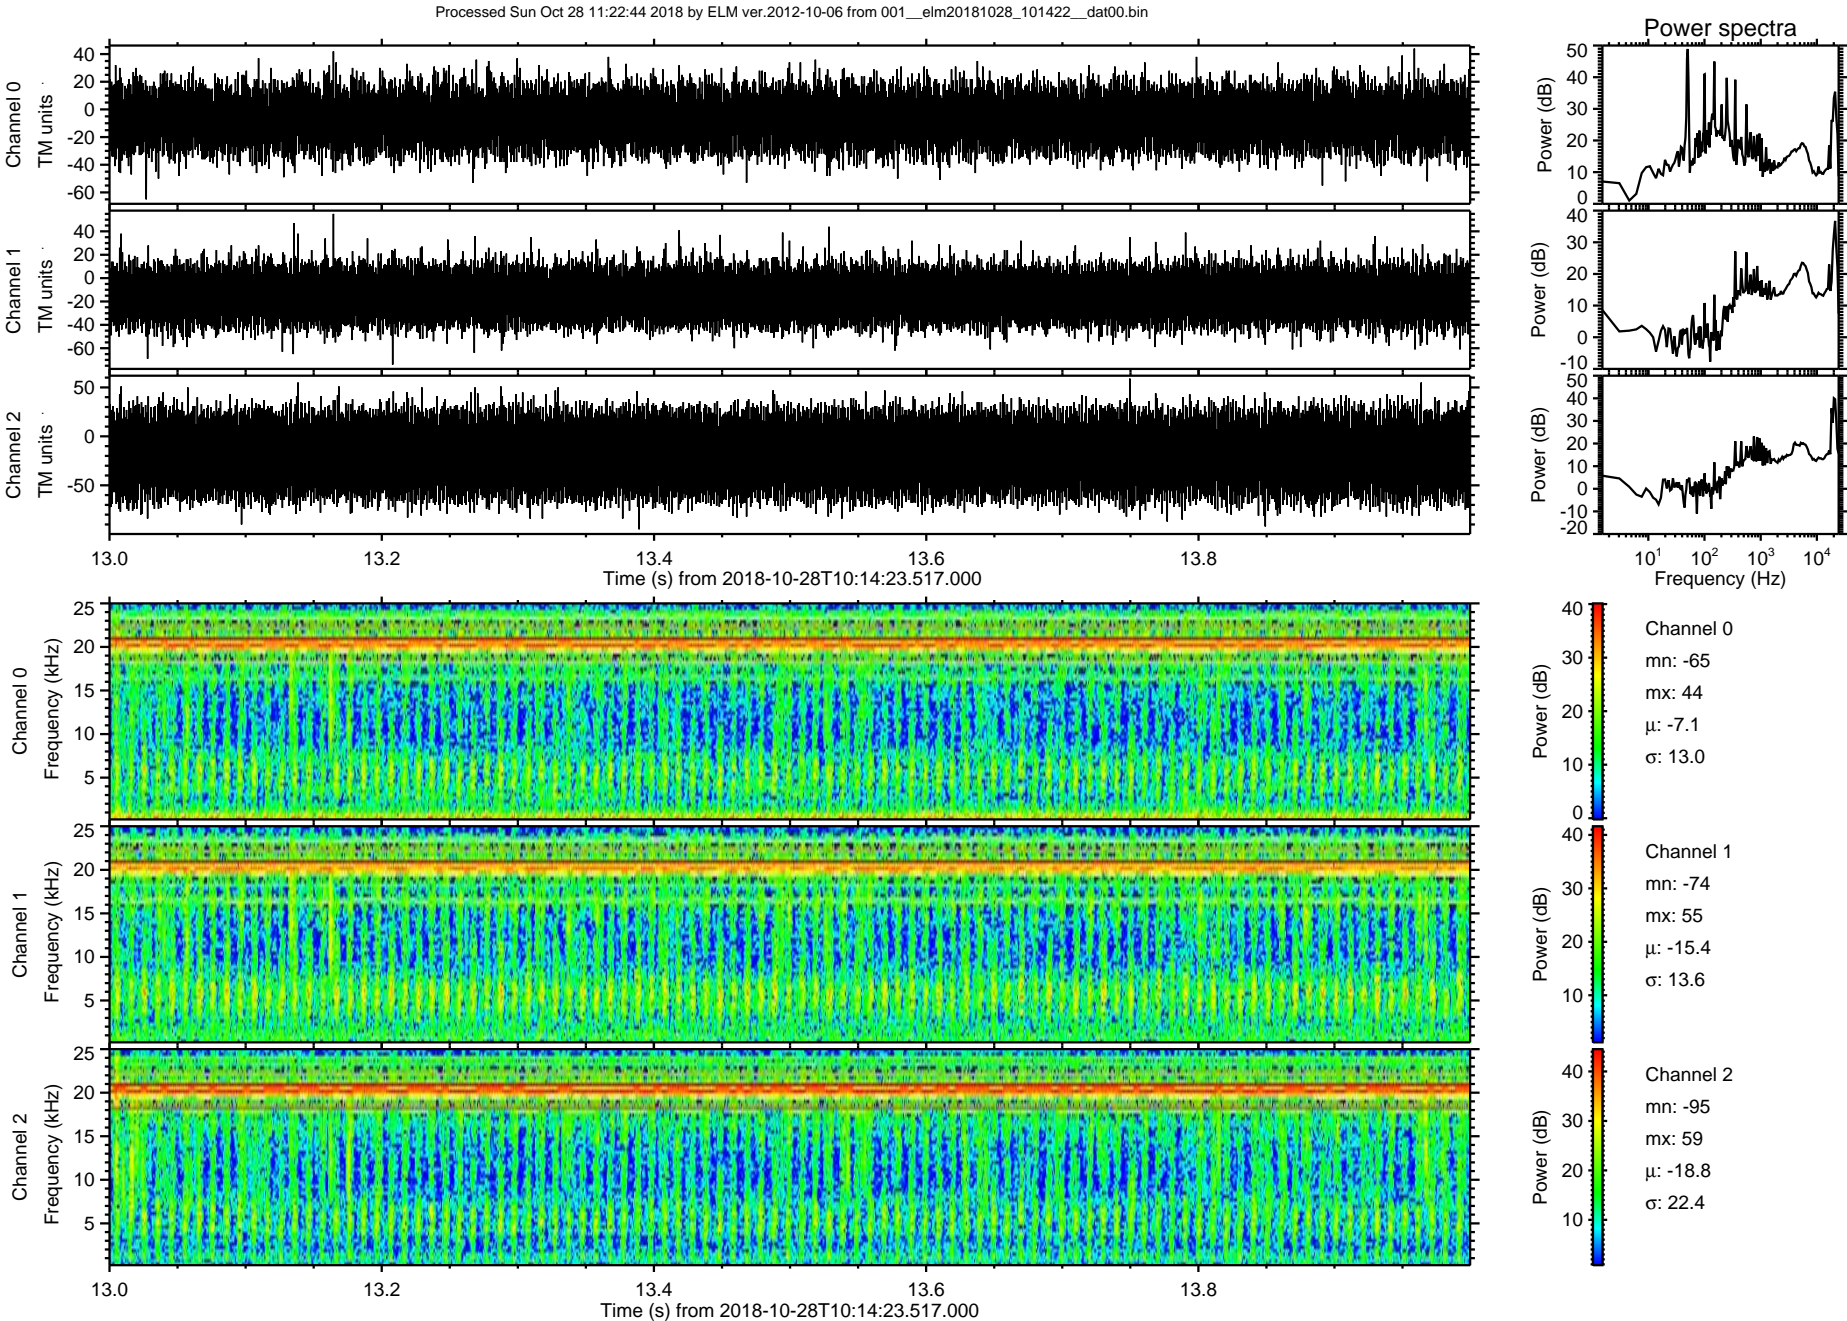 Processed Sun Oct 28 11:22:44 2018 by ELM ver.2012-10-06 from 001__elm20181028_101422__dat00.bin
Power spectra
Channel 0
TM units
40
20
0
-20
-40
-60
Power (dB)
50
40
30
20
10
0
Channel 1
TM units
40
20
0
-20
-40
-60
Power (dB)
40
30
20
10
0
-10
Channel 2
TM units
50
0
-50
Power (dB)
50
40
30
20
10
0
-10
-20
13.0 13.2 13.4 13.6 13.8
Time (s) from 2018-10-28T10:14:23.517.000
10¹ 10² 10³ 10⁴
Frequency (Hz)
Channel 0
Frequency (kHz)
25
20
15
10
5
Power (dB)
40
30
20
10
0
Channel 0
mn: -65
mx: 44
μ: -7.1
σ: 13.0
Channel 1
Frequency (kHz)
25
20
15
10
5
Power (dB)
40
30
20
10
Channel 1
mn: -74
mx: 55
μ: -15.4
σ: 13.6
Channel 2
Frequency (kHz)
25
20
15
10
5
Power (dB)
40
30
20
10
Channel 2
mn: -95
mx: 59
μ: -18.8
σ: 22.4
13.0 13.2 13.4 13.6 13.8
Time (s) from 2018-10-28T10:14:23.517.000